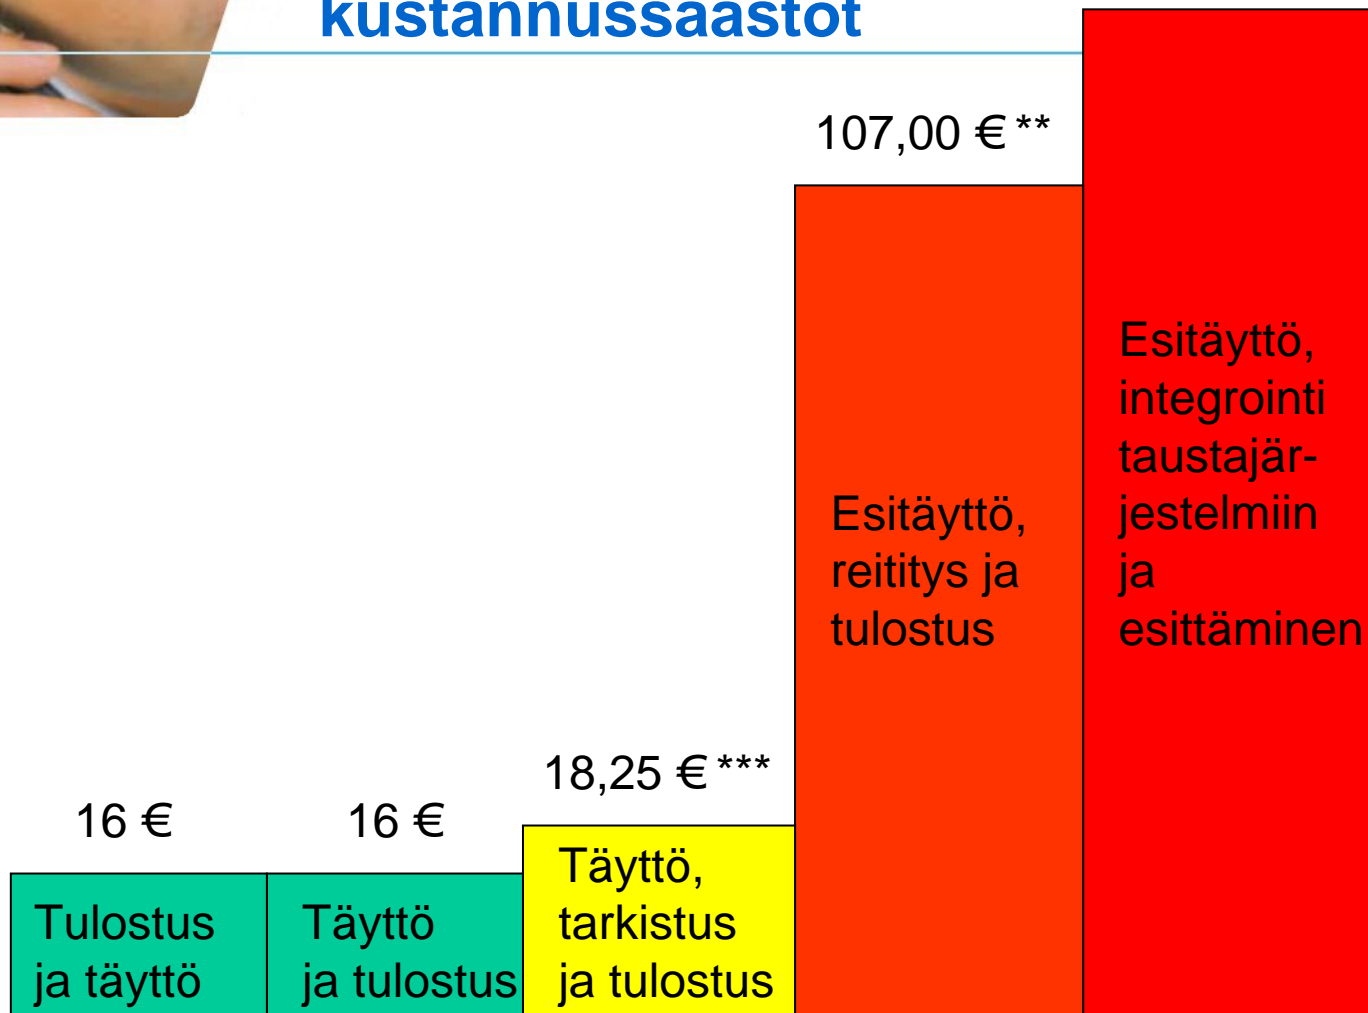 kustannussäästöt
107,00 € **
Esitäyttö,
integrointi
taustajär-
jestelmiin
ja
esittäminen
Esitäyttö,
reititys ja
tulostus
18,25 € ***
16 €
16 €
Täyttö,
tarkistus
ja tulostus
Tulostus
ja täyttö
Täyttö
ja tulostus